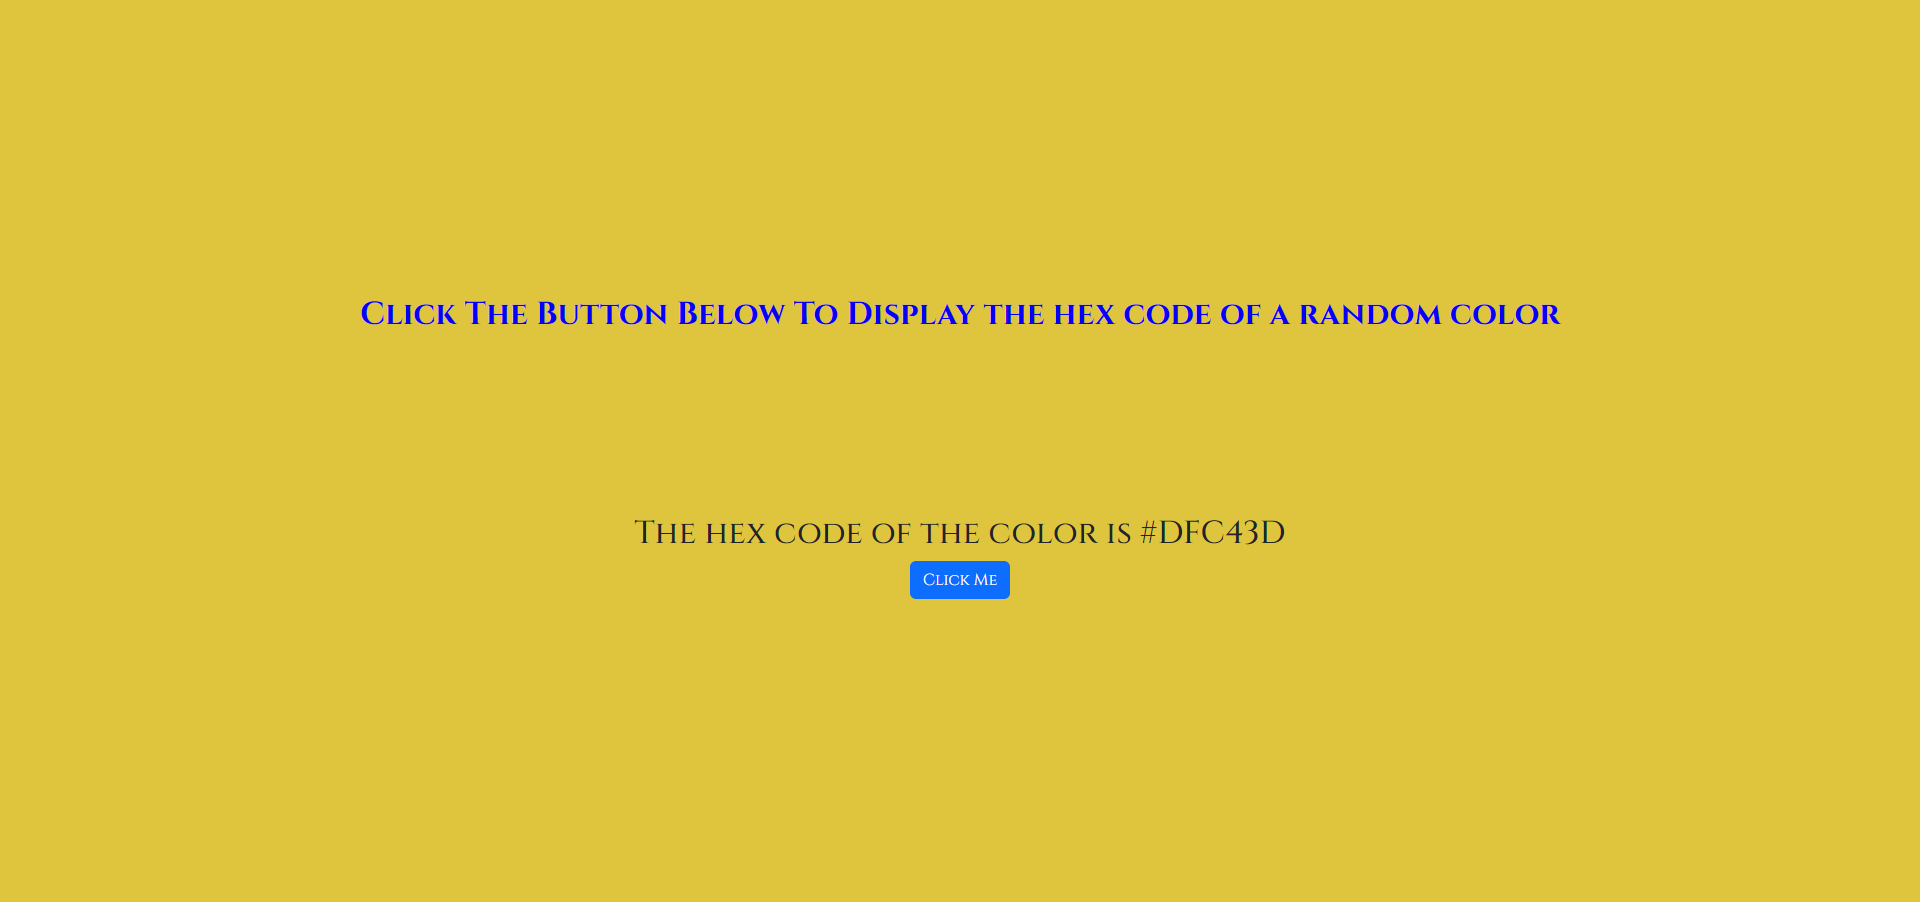 Click The Button Below To Display the hex code of a random color
The hex code of the color is #DFC43D
Click Me